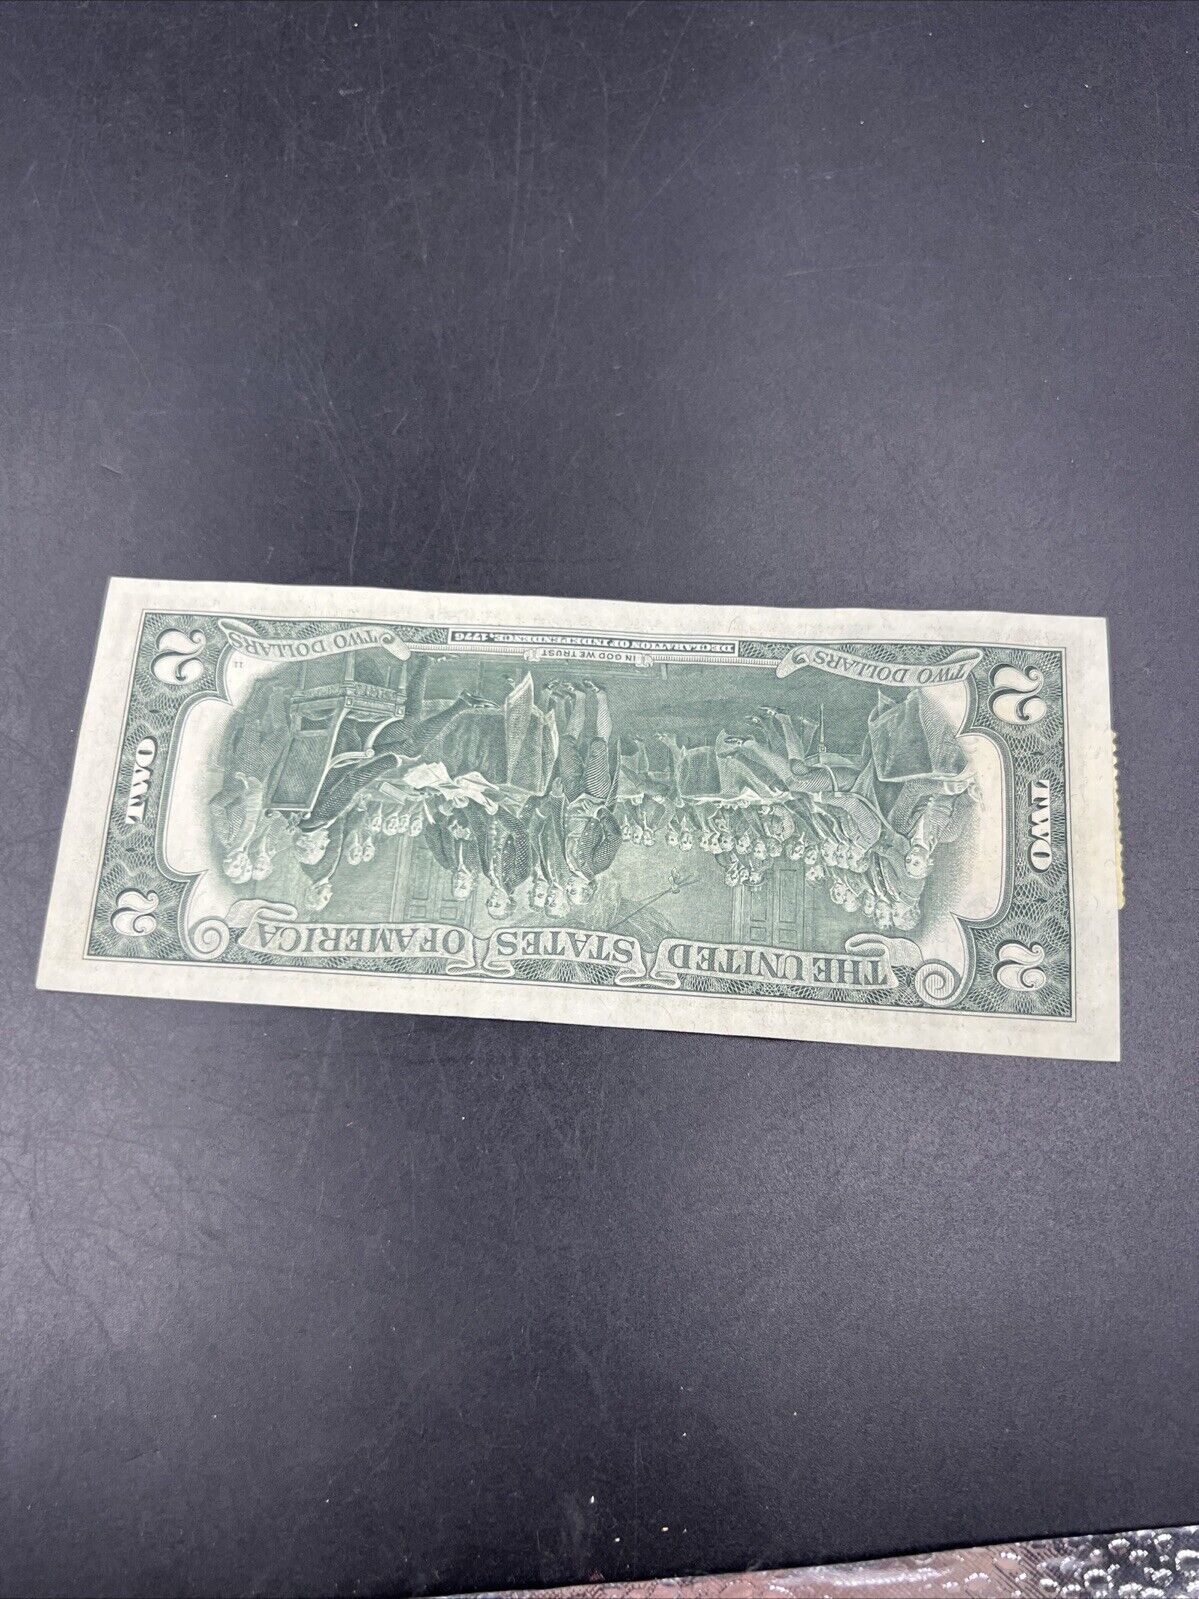 THE UNITED STATES OF AMERICA
2
2
TWO
TWO
2
2
TWO DOLLARS
TWO DOLLARS
IN GOD WE TRUST
DECLARATION OF INDEPENDENCE, 1776
11